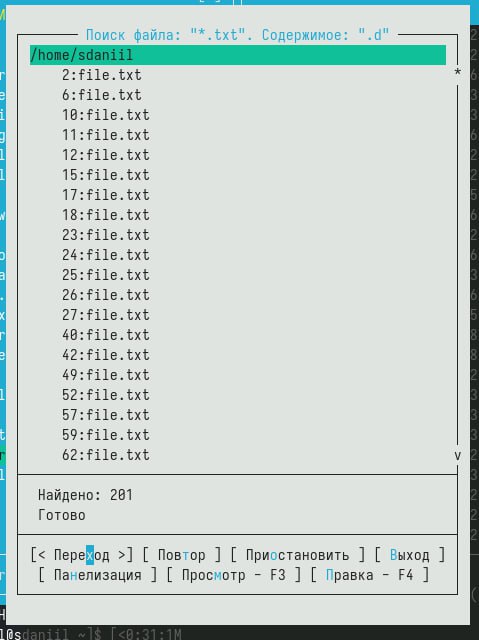 Поиск файла: "*.txt". Содержимое: ".d"
/home/sdaniil
2:file.txt
6:file.txt
10:file.txt
11:file.txt
12:file.txt
15:file.txt
17:file.txt
18:file.txt
23:file.txt
24:file.txt
25:file.txt
26:file.txt
27:file.txt
40:file.txt
42:file.txt
49:file.txt
52:file.txt
57:file.txt
59:file.txt
62:file.txt
Найдено: 201
Готово
[< Переход >] [ Повтор ] [ Приостановить ] [ Выход ]
[ Панелизация ] [ Просмотр - F3 ] [ Правка - F4 ]
l@sdaniil ~]$ [<0:31:1M